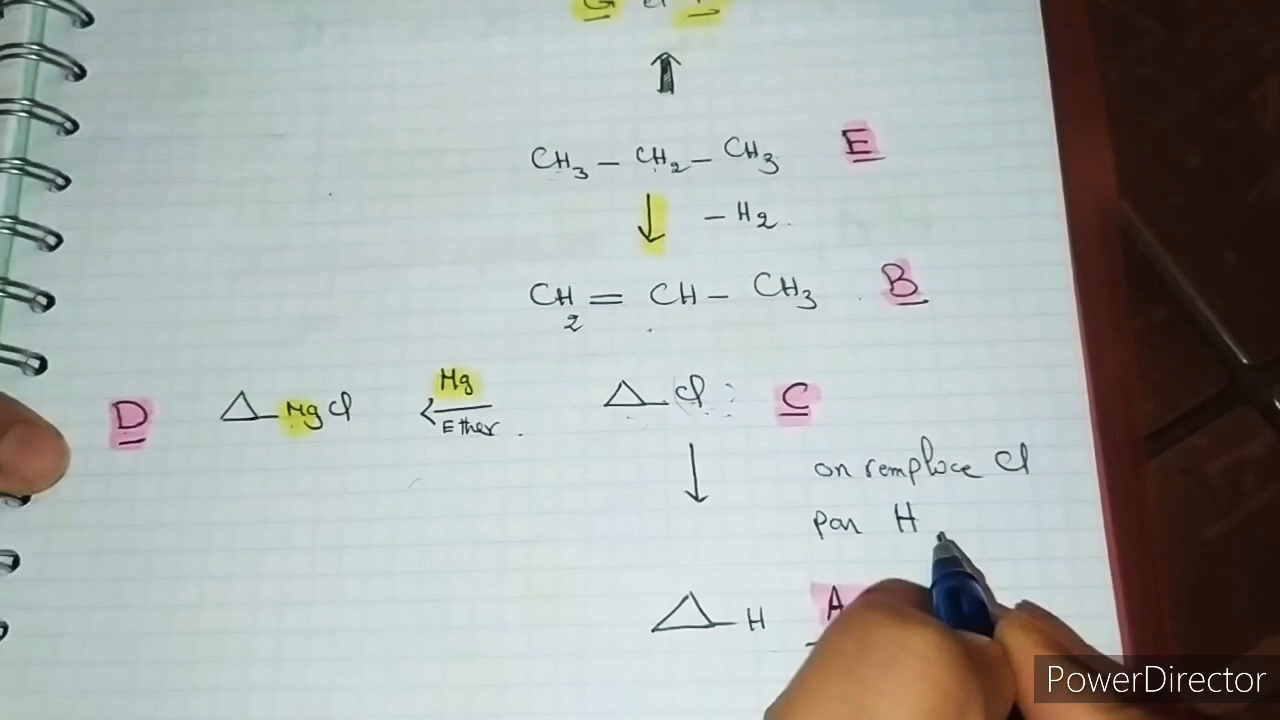 CH₃ – CH₂ – CH₃ E
– H₂
CH₂ = CH – CH₃ B
D MgCl Mg Ether Cl C
on remplace Cl
par H
H A
PowerDirector